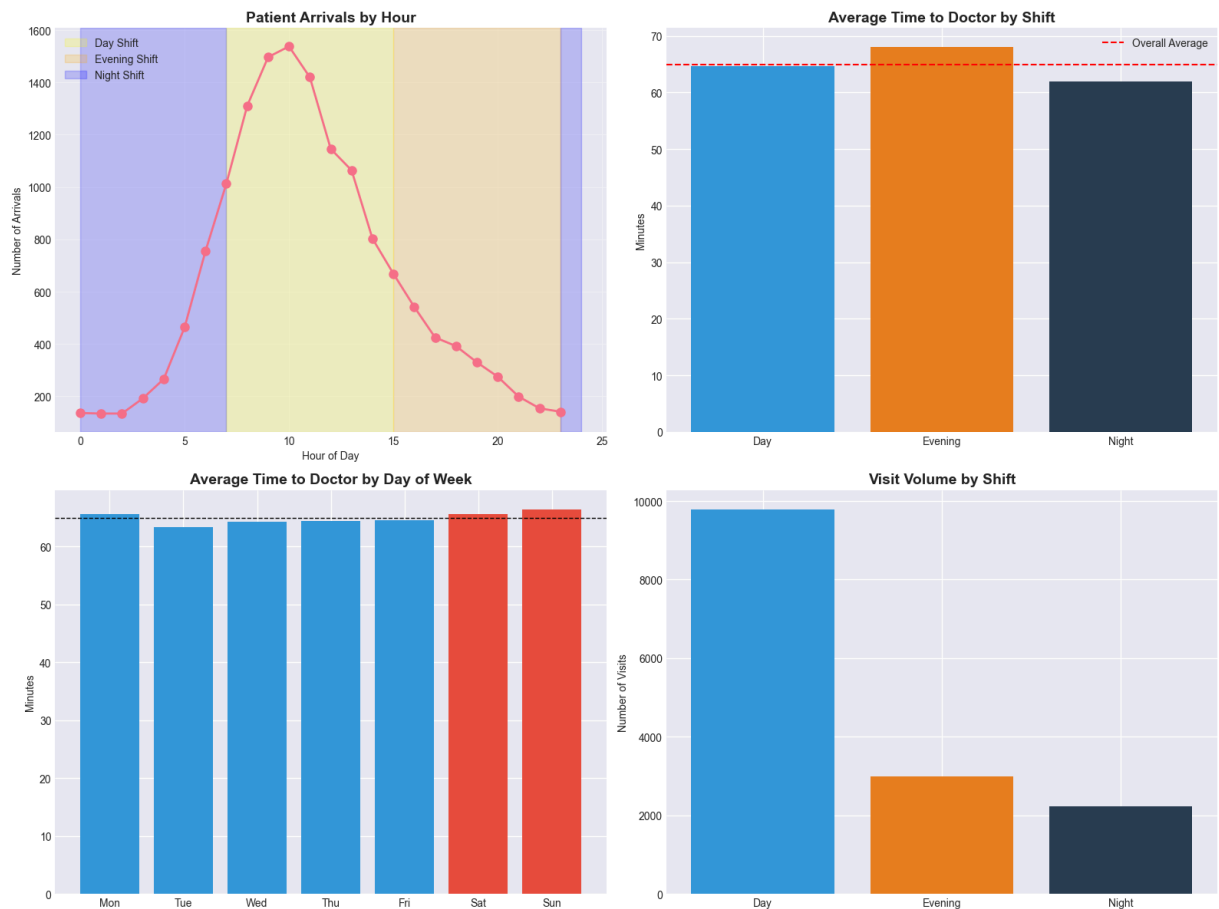 Patient Arrivals by Hour
1600
1400
1200
1000
800
600
400
200
Number of Arrivals
Day Shift
Evening Shift
Night Shift
0 5 10 15 20 25
Hour of Day
Average Time to Doctor by Shift
70
60
50
40
30
20
10
0
Minutes
Overall Average
Day Evening Night
Average Time to Doctor by Day of Week
60
50
40
30
20
10
0
Minutes
Mon Tue Wed Thu Fri Sat Sun
Visit Volume by Shift
10000
8000
6000
4000
2000
0
Number of Visits
Day Evening Night